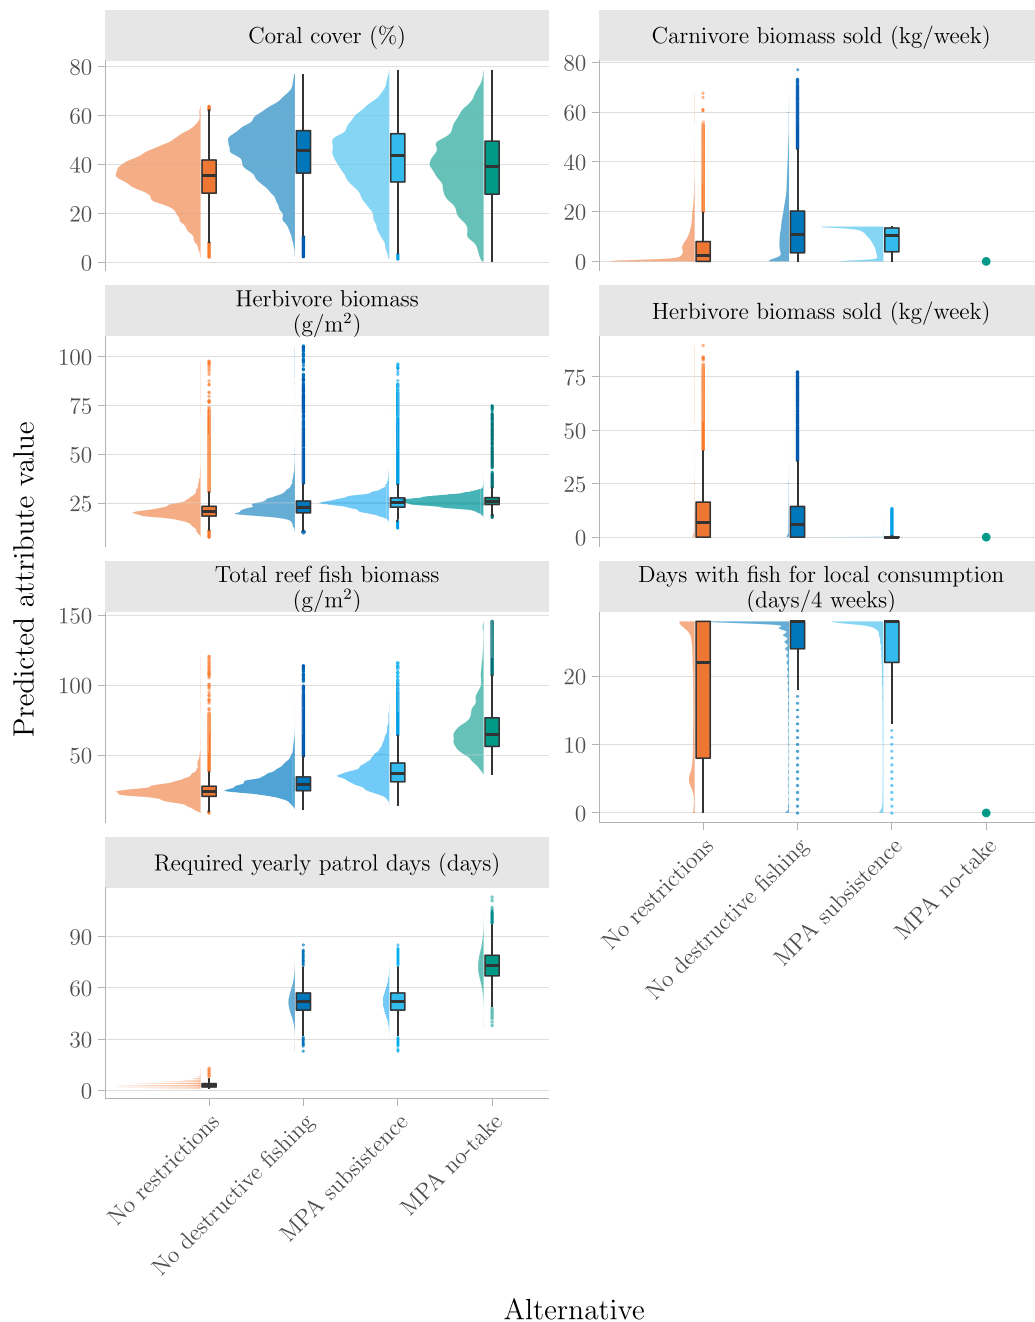 Coral cover (%)
80
60
40
20
0
Carnivore biomass sold (kg/week)
80
60
40
20
0
Herbivore biomass
(g/m²)
100
75
50
25
Herbivore biomass sold (kg/week)
75
50
25
0
Total reef fish biomass
(g/m²)
150
100
50
Days with fish for local consumption
(days/4 weeks)
20
10
0
No restrictions
No destructive fishing
MPA subsistence
MPA no-take
Required yearly patrol days (days)
90
60
30
0
No restrictions
No destructive fishing
MPA subsistence
MPA no-take
Predicted attribute value
Alternative